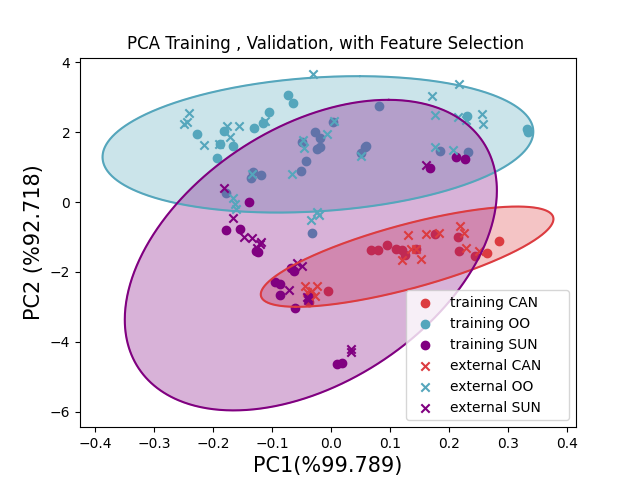 PCA Training , Validation, with Feature Selection
4
2
0
−2
−4
−6
PC2 (%92.718)
training CAN
training OO
training SUN
external CAN
external OO
external SUN
−0.4 −0.3 −0.2 −0.1 0.0 0.1 0.2 0.3 0.4
PC1(%99.789)